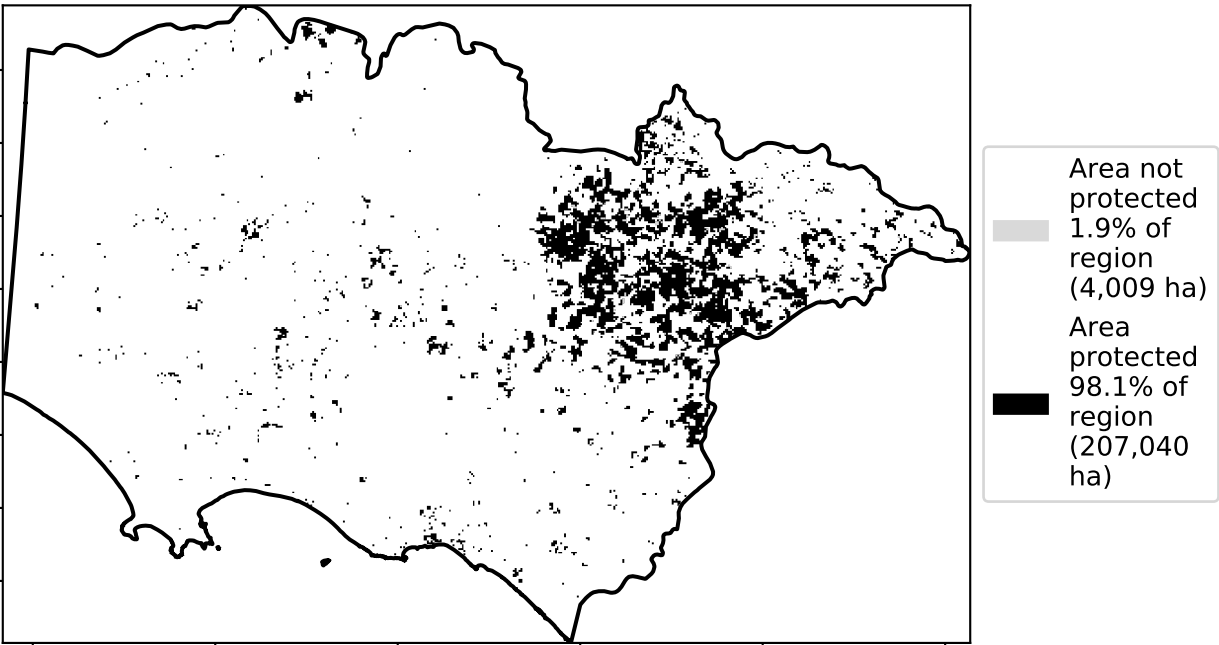 Area not
protected
1.9% of
region
(4,009 ha)
Area
protected
98.1% of
region
(207,040
ha)